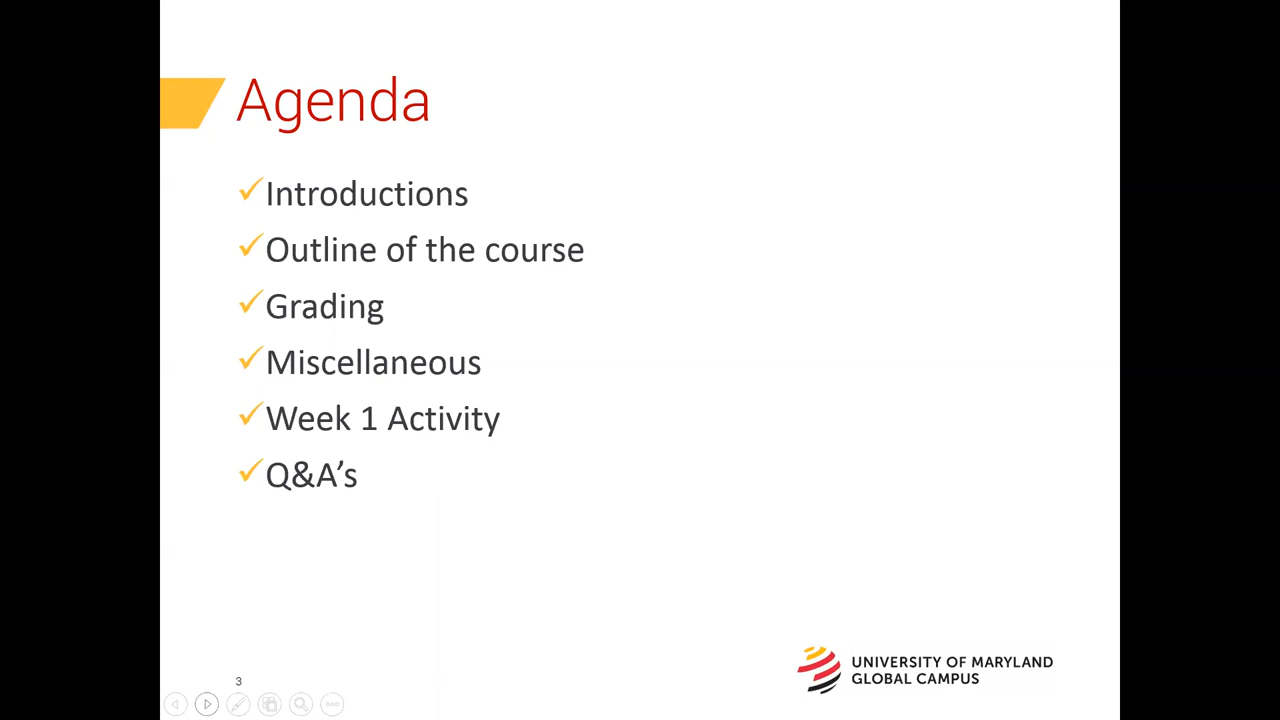 Agenda
✓Introductions
✓Outline of the course
✓Grading
✓Miscellaneous
✓Week 1 Activity
✓Q&A’s
3
UNIVERSITY OF MARYLAND
GLOBAL CAMPUS